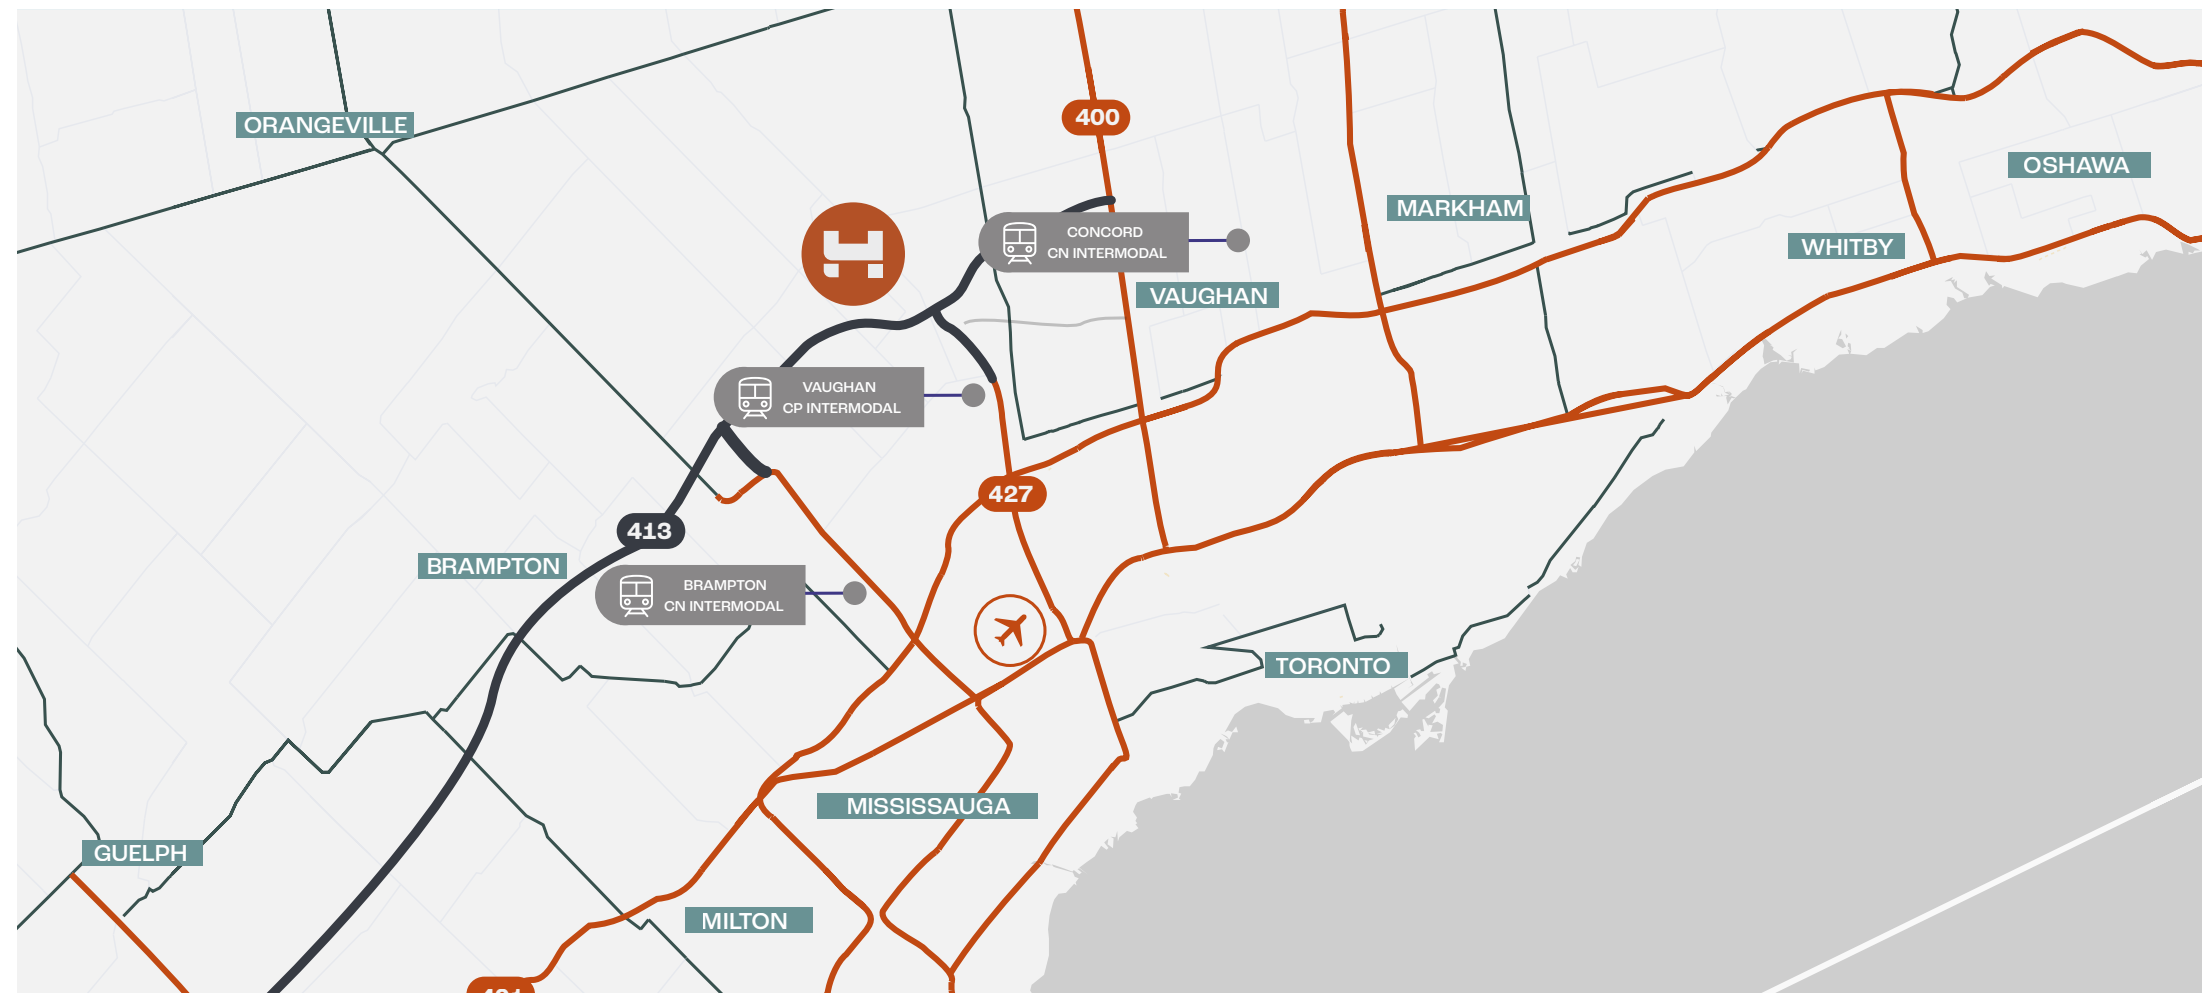 400
ORANGEVILLE
OSHAWA
MARKHAM
CONCORD
CN INTERMODAL
WHITBY
VAUGHAN
VAUGHAN
CP INTERMODAL
427
413
BRAMPTON
BRAMPTON
CN INTERMODAL
TORONTO
MISSISSAUGA
GUELPH
MILTON